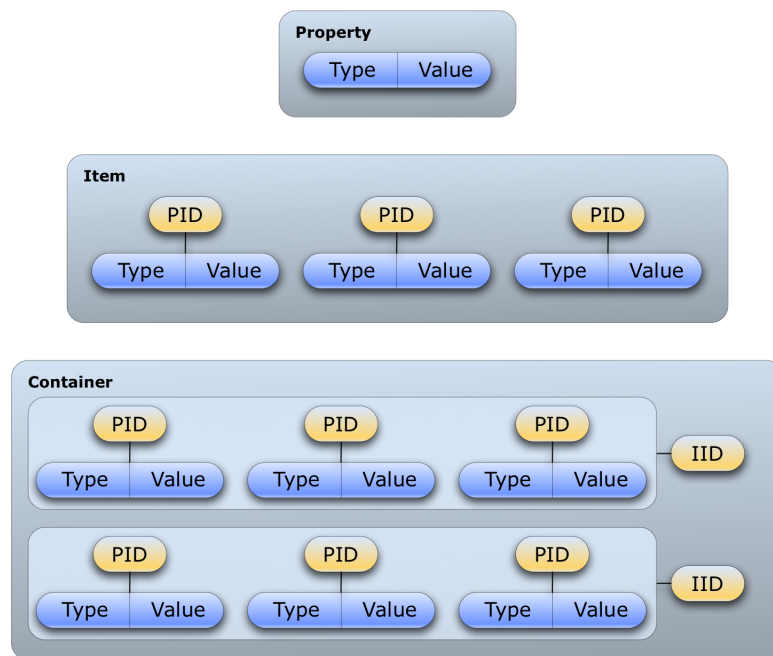 Property
Type Value
Item
PID PID PID
Type Value Type Value Type Value
Container
PID PID PID
Type Value Type Value Type Value
IID
PID PID PID
Type Value Type Value Type Value
IID